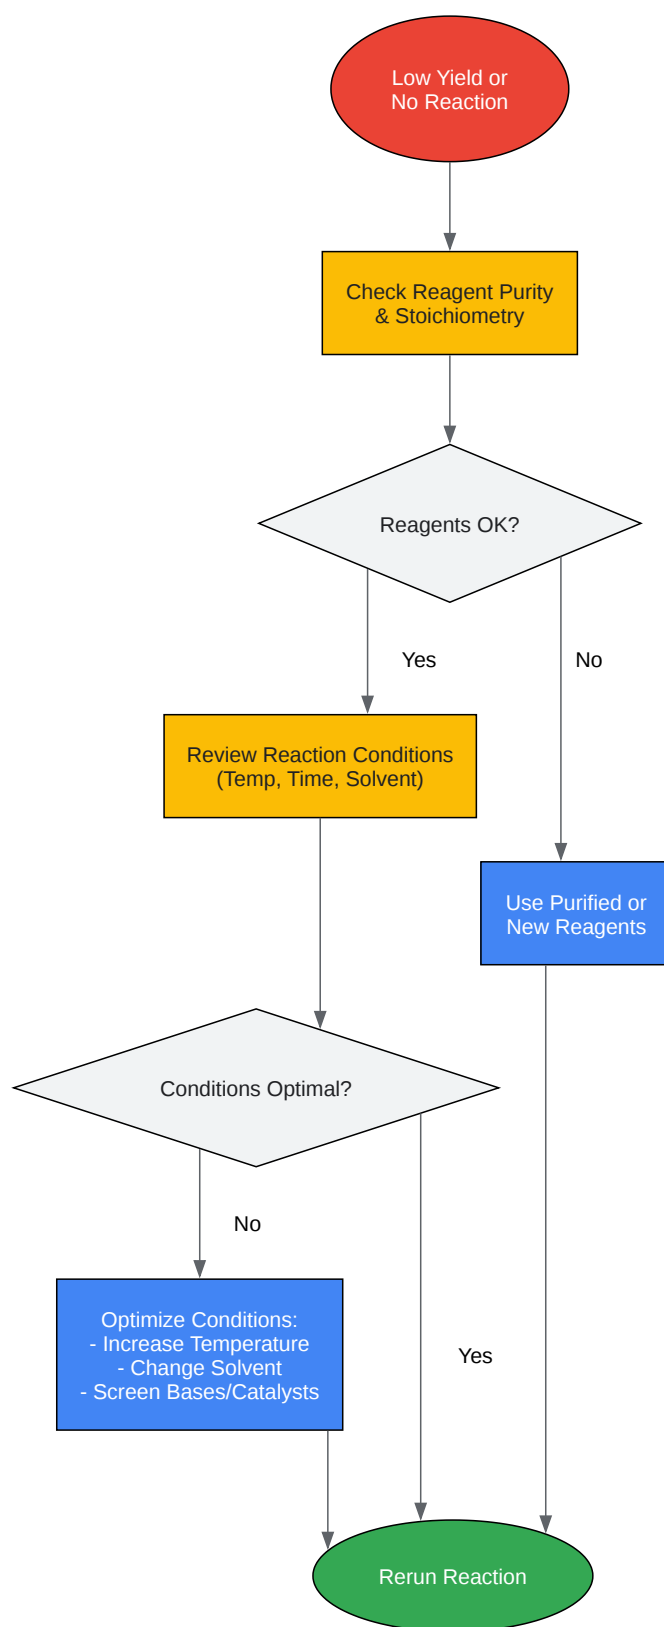 Low Yield or
No Reaction
Check Reagent Purity
& Stoichiometry
Reagents OK?
Yes
No
Review Reaction Conditions
(Temp, Time, Solvent)
Use Purified or
New Reagents
Conditions Optimal?
No
Optimize Conditions:
- Increase Temperature
- Change Solvent
- Screen Bases/Catalysts
Yes
Rerun Reaction